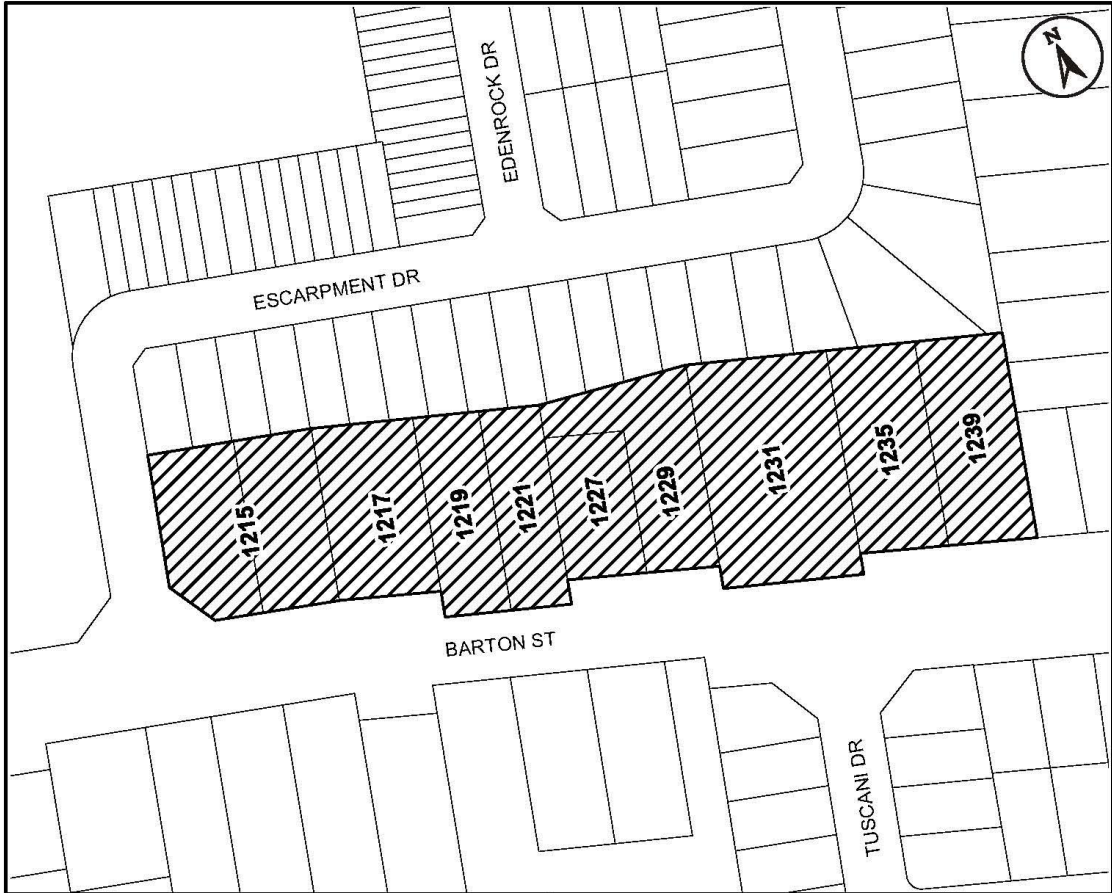 N
EDENROCK DR
ESCARPMENT DR
1215
1217
1219
1221
1227
1229
1231
1235
1239
BARTON ST
TUSCANI DR